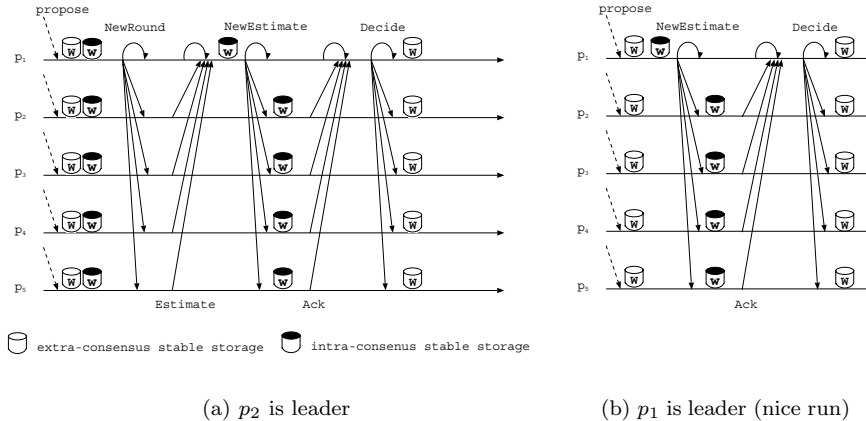 propose
NewRound
NewEstimate
Decide
W W W W
p₁
W W W W
p₂
W W W W
p₃
W W W W
p₄
W W W W
p₅
Estimate
Ack
extra-consensus stable storage
intra-consenus stable storage
(a) p₂ is leader
propose
NewEstimate
Decide
W W W
p₁
W W W
p₂
W W W
p₃
W W W
p₄
W W W
p₅
Ack
(b) p₁ is leader (nice run)